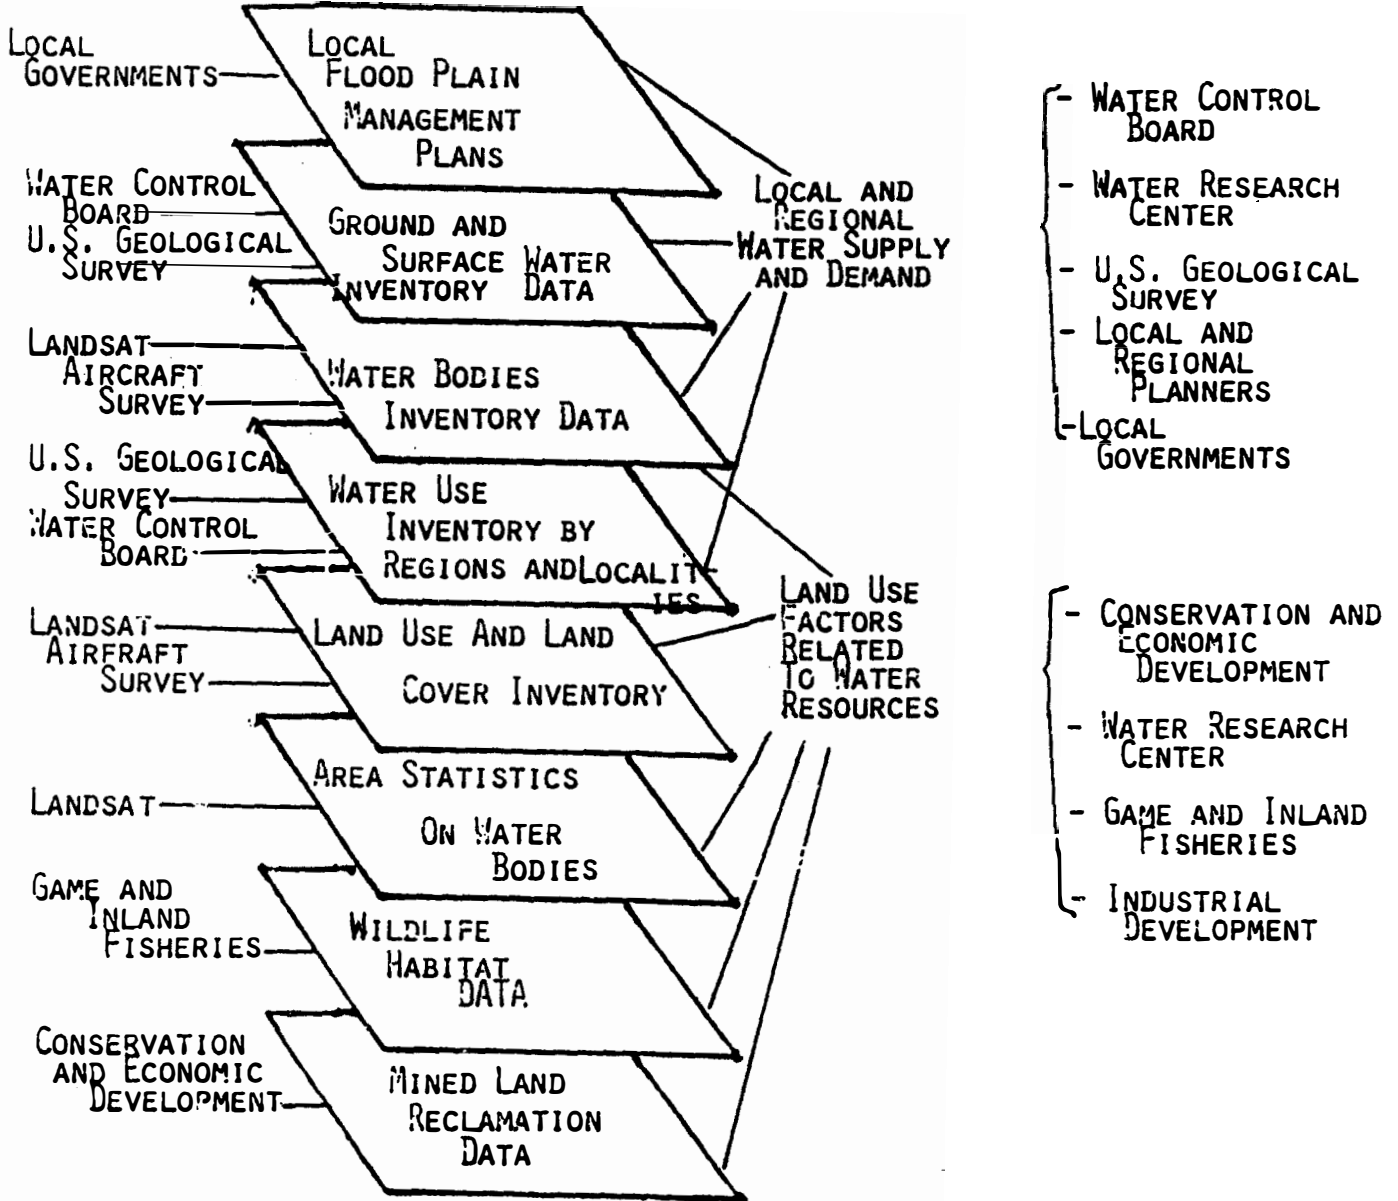 LOCAL
GOVERNMENTS
WATER CONTROL
BOARD
U.S. GEOLOGICAL
SURVEY
LANDSAT
AIRCRAFT
SURVEY
U.S. GEOLOGICAL
SURVEY
WATER CONTROL
BOARD
LANDSAT
AIRFRAFT
SURVEY
LANDSAT
GAME AND
INLAND
FISHERIES
CONSERVATION
AND ECONOMIC
DEVELOPMENT
LOCAL
FLOOD PLAIN
MANAGEMENT
PLANS
GROUND AND
SURFACE WATER
INVENTORY DATA
WATER BODIES
INVENTORY DATA
WATER USE
INVENTORY BY
REGIONS AND LOCALIT-
IES
LAND USE AND LAND
COVER INVENTORY
AREA STATISTICS
ON WATER
BODIES
WILDLIFE
HABITAT
DATA
MINED LAND
RECLAMATION
DATA
LOCAL AND
REGIONAL
WATER SUPPLY
AND DEMAND
LAND USE
FACTORS
RELATED
TO WATER
RESOURCES
- WATER CONTROL
BOARD
- WATER RESEARCH
CENTER
- U.S. GEOLOGICAL
SURVEY
- LOCAL AND
REGIONAL
PLANNERS
-LOCAL
GOVERNMENTS
- CONSERVATION AND
ECONOMIC
DEVELOPMENT
- WATER RESEARCH
CENTER
- GAME AND INLAND
FISHERIES
- INDUSTRIAL
DEVELOPMENT